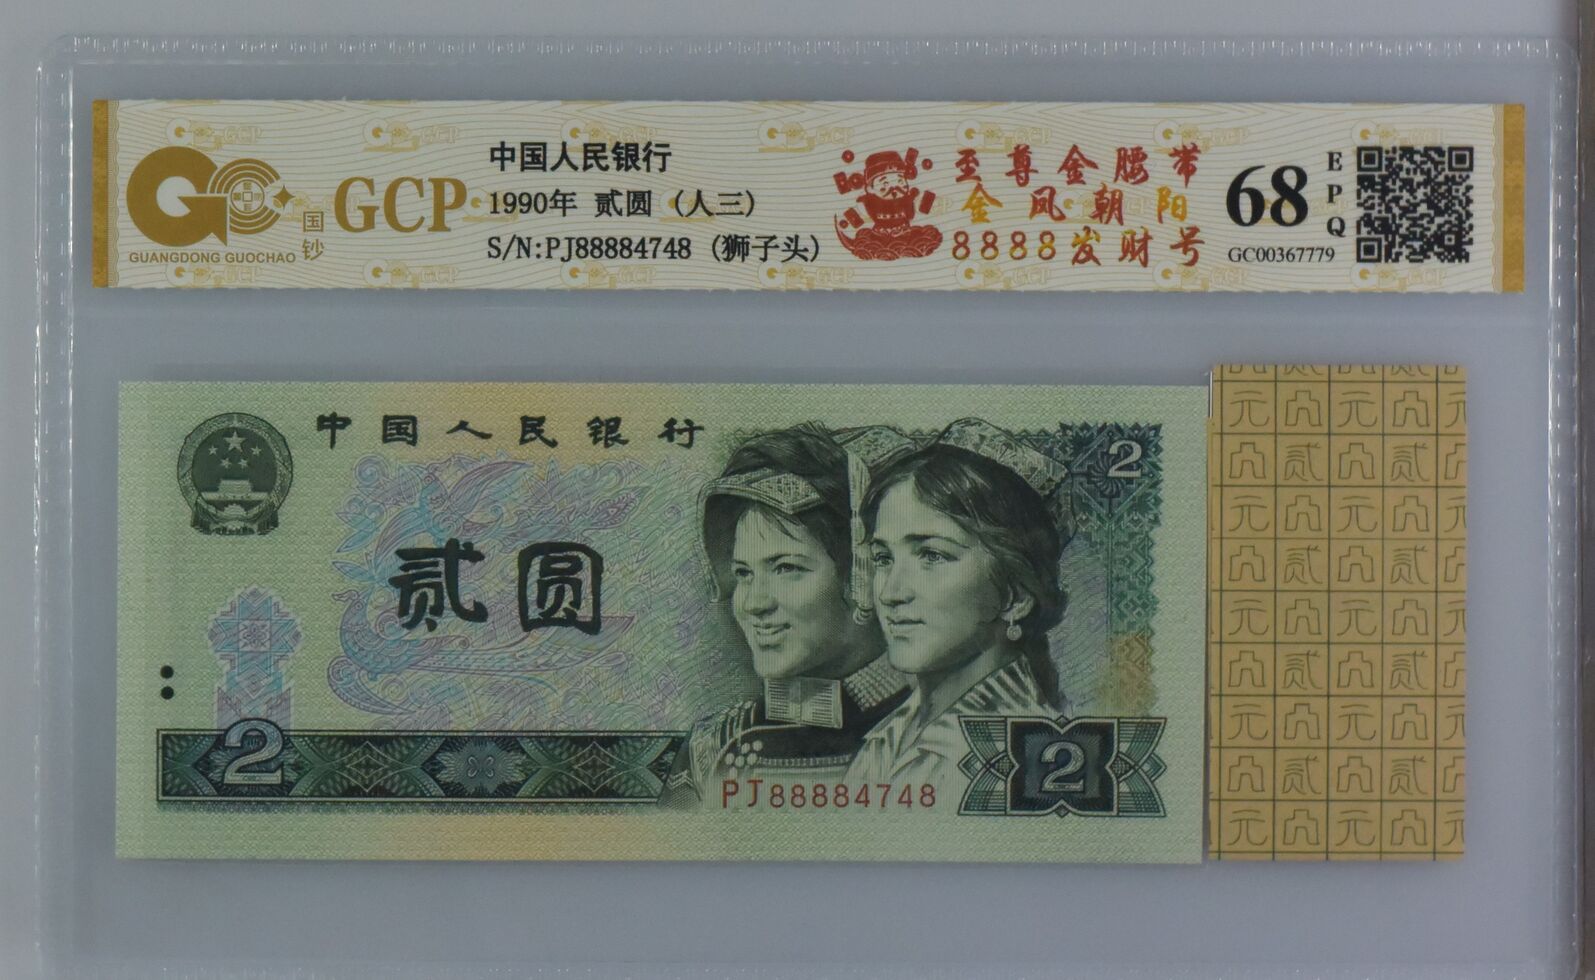 GUANGDONG GUOCHAO
国钞
GCP
中国人民银行
1990年 贰圆（人三）
S/N:PJ88884748（狮子头）
至尊金腰带
金凤朝阳
8888发财号
68
EPQ
GC00367779
中国人民银行
2
贰圆
2
PJ88884748
2